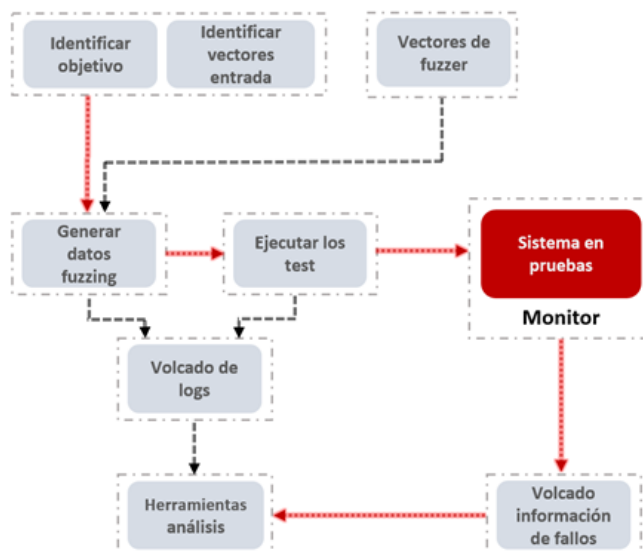 Identificar
objetivo
Identificar
vectores
entrada
Vectores de
fuzzer
Generar
datos
fuzzing
Ejecutar los
test
Sistema en
pruebas
Monitor
Volcado de
logs
Herramientas
análisis
Volcado
información
de fallos